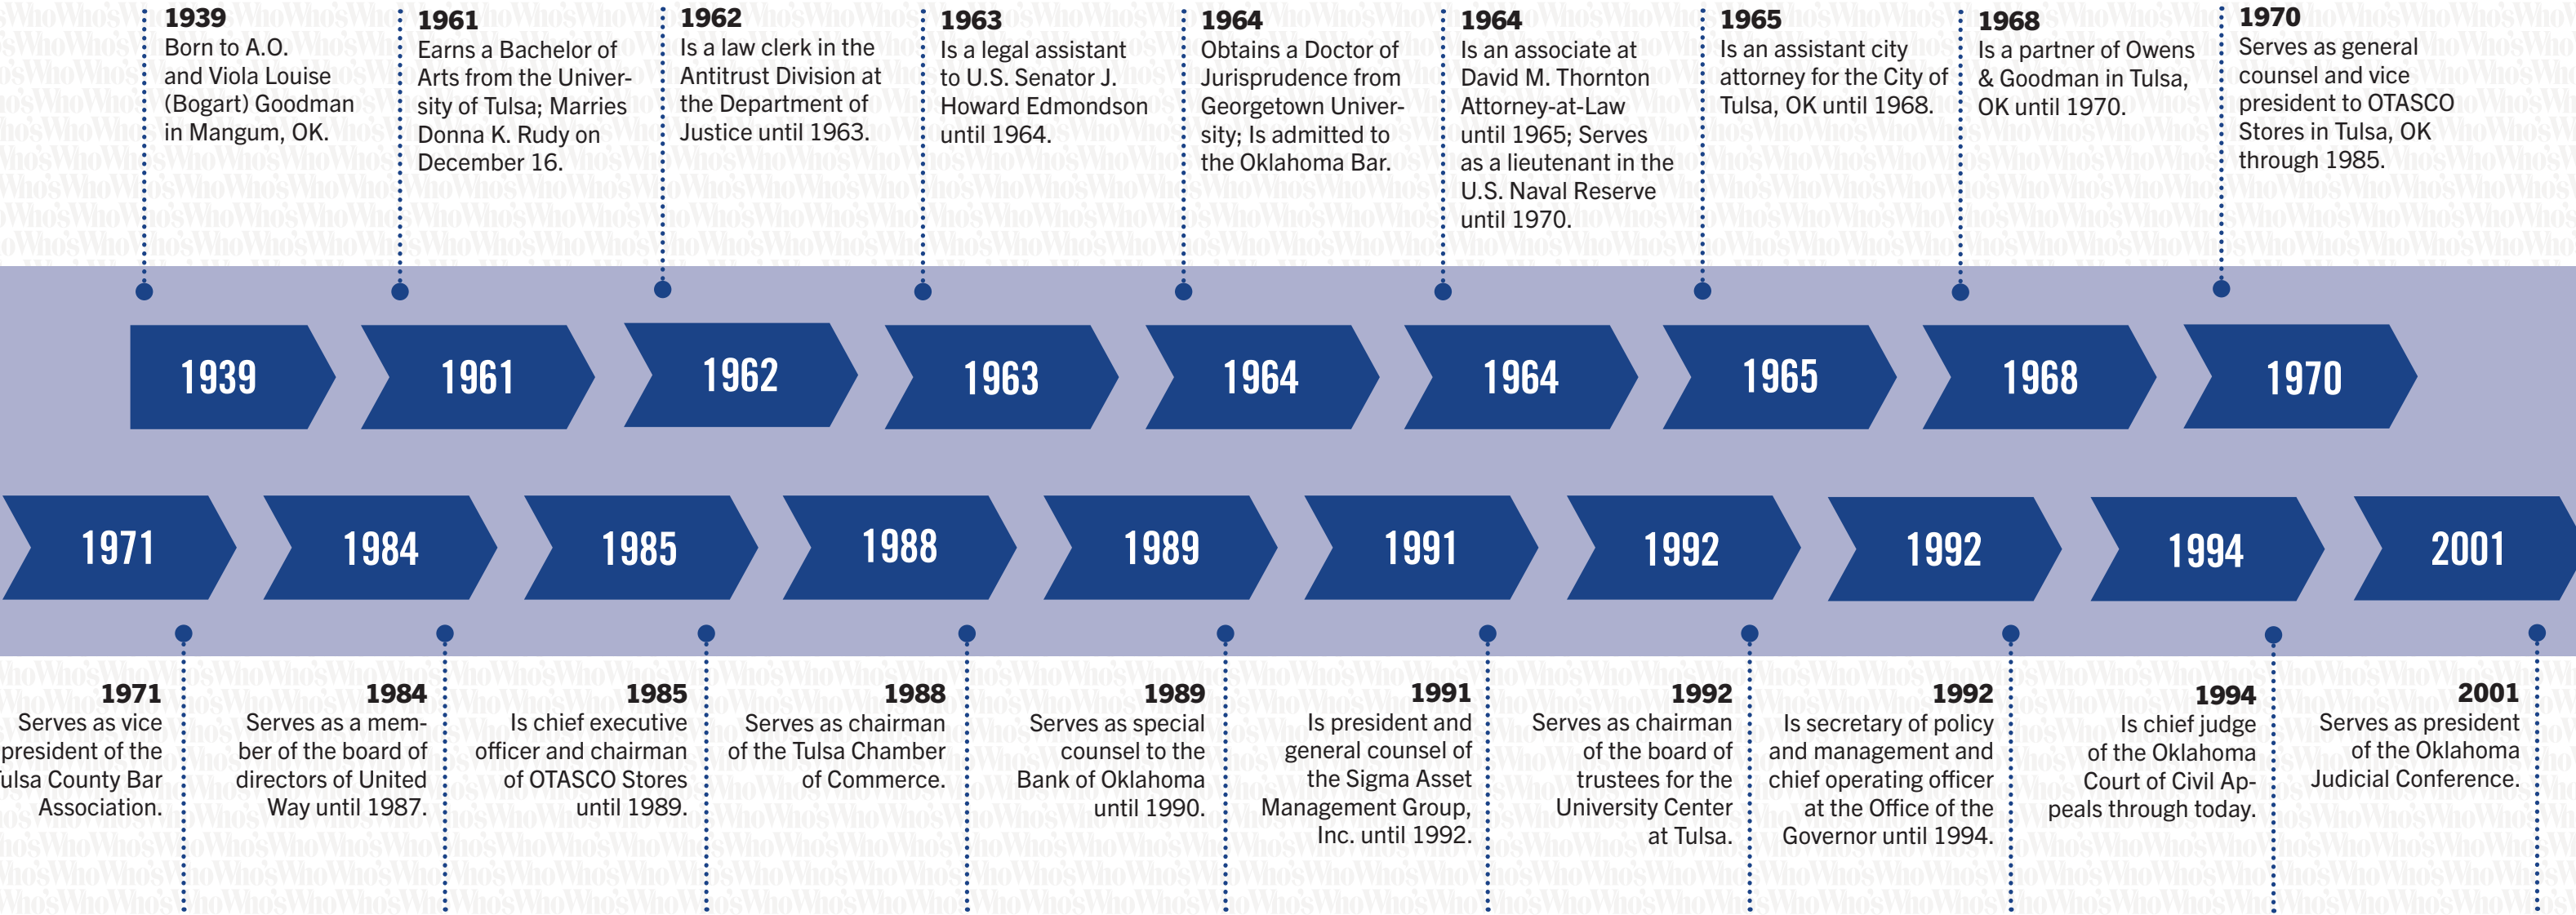 1939
Born to A.O.
and Viola Louise
(Bogart) Goodman
in Mangum, OK.
1961
Earns a Bachelor of
Arts from the Univer-
sity of Tulsa; Marries
Donna K. Rudy on
December 16.
1962
Is a law clerk in the
Antitrust Division at
the Department of
Justice until 1963.
1963
Is a legal assistant
to U.S. Senator J.
Howard Edmondson
until 1964.
1964
Obtains a Doctor of
Jurisprudence from
Georgetown Univer-
sity; Is admitted to
the Oklahoma Bar.
1964
Is an associate at
David M. Thornton
Attorney-at-Law
until 1965; Serves
as a lieutenant in the
U.S. Naval Reserve
until 1970.
1965
Is an assistant city
attorney for the City of
Tulsa, OK until 1968.
1968
Is a partner of Owens
& Goodman in Tulsa,
OK until 1970.
1970
Serves as general
counsel and vice
president to OTASCO
Stores in Tulsa, OK
through 1985.
1939
1961
1962
1963
1964
1964
1965
1968
1970
1971
1984
1985
1988
1989
1991
1992
1992
1994
2001
1971
Serves as vice
president of the
Tulsa County Bar
Association.
1984
Serves as a mem-
ber of the board of
directors of United
Way until 1987.
1985
Is chief executive
officer and chairman
of OTASCO Stores
until 1989.
1988
Serves as chairman
of the Tulsa Chamber
of Commerce.
1989
Serves as special
counsel to the
Bank of Oklahoma
until 1990.
1991
Is president and
general counsel of
the Sigma Asset
Management Group,
Inc. until 1992.
1992
Serves as chairman
of the board of
trustees for the
University Center
at Tulsa.
1992
Is secretary of policy
and management and
chief operating officer
at the Office of the
Governor until 1994.
1994
Is chief judge
of the Oklahoma
Court of Civil Ap-
peals through today.
2001
Serves as president
of the Oklahoma
Judicial Conference.